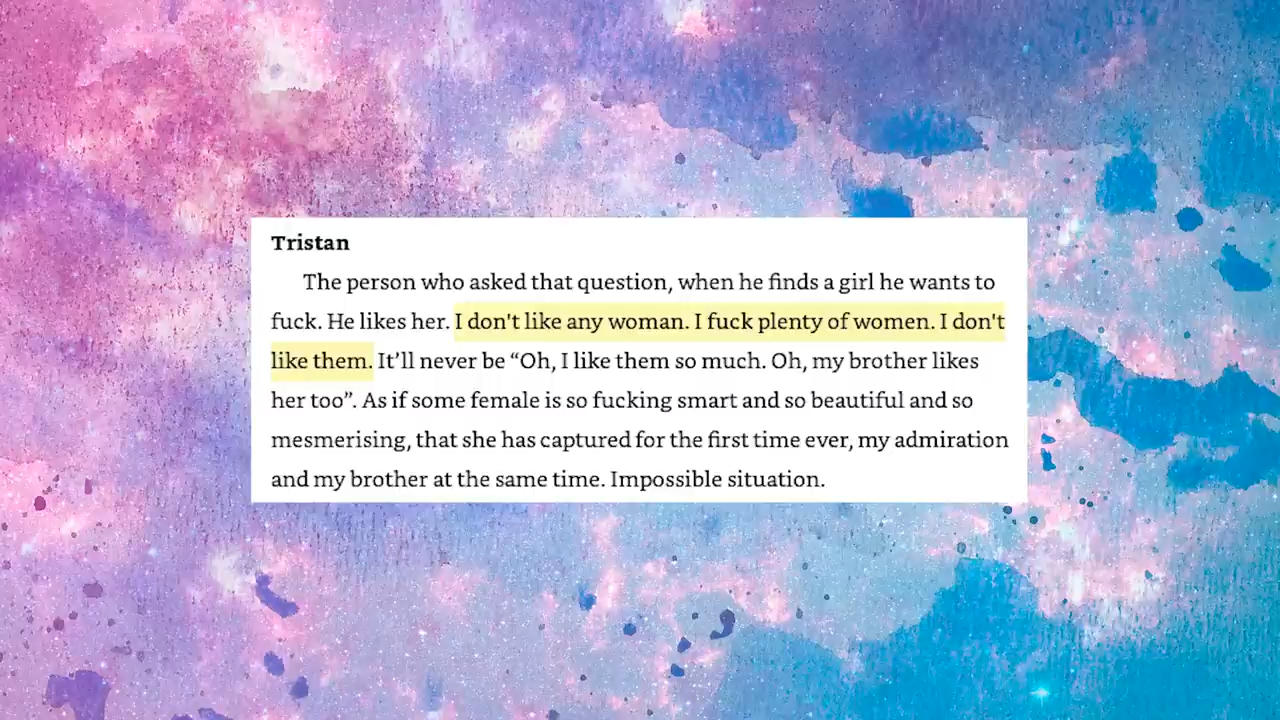 Tristan
The person who asked that question, when he finds a girl he wants to
fuck. He likes her. I don't like any woman. I fuck plenty of women. I don't
like them. It’ll never be “Oh, I like them so much. Oh, my brother likes
her too”. As if some female is so fucking smart and so beautiful and so
mesmerising, that she has captured for the first time ever, my admiration
and my brother at the same time. Impossible situation.